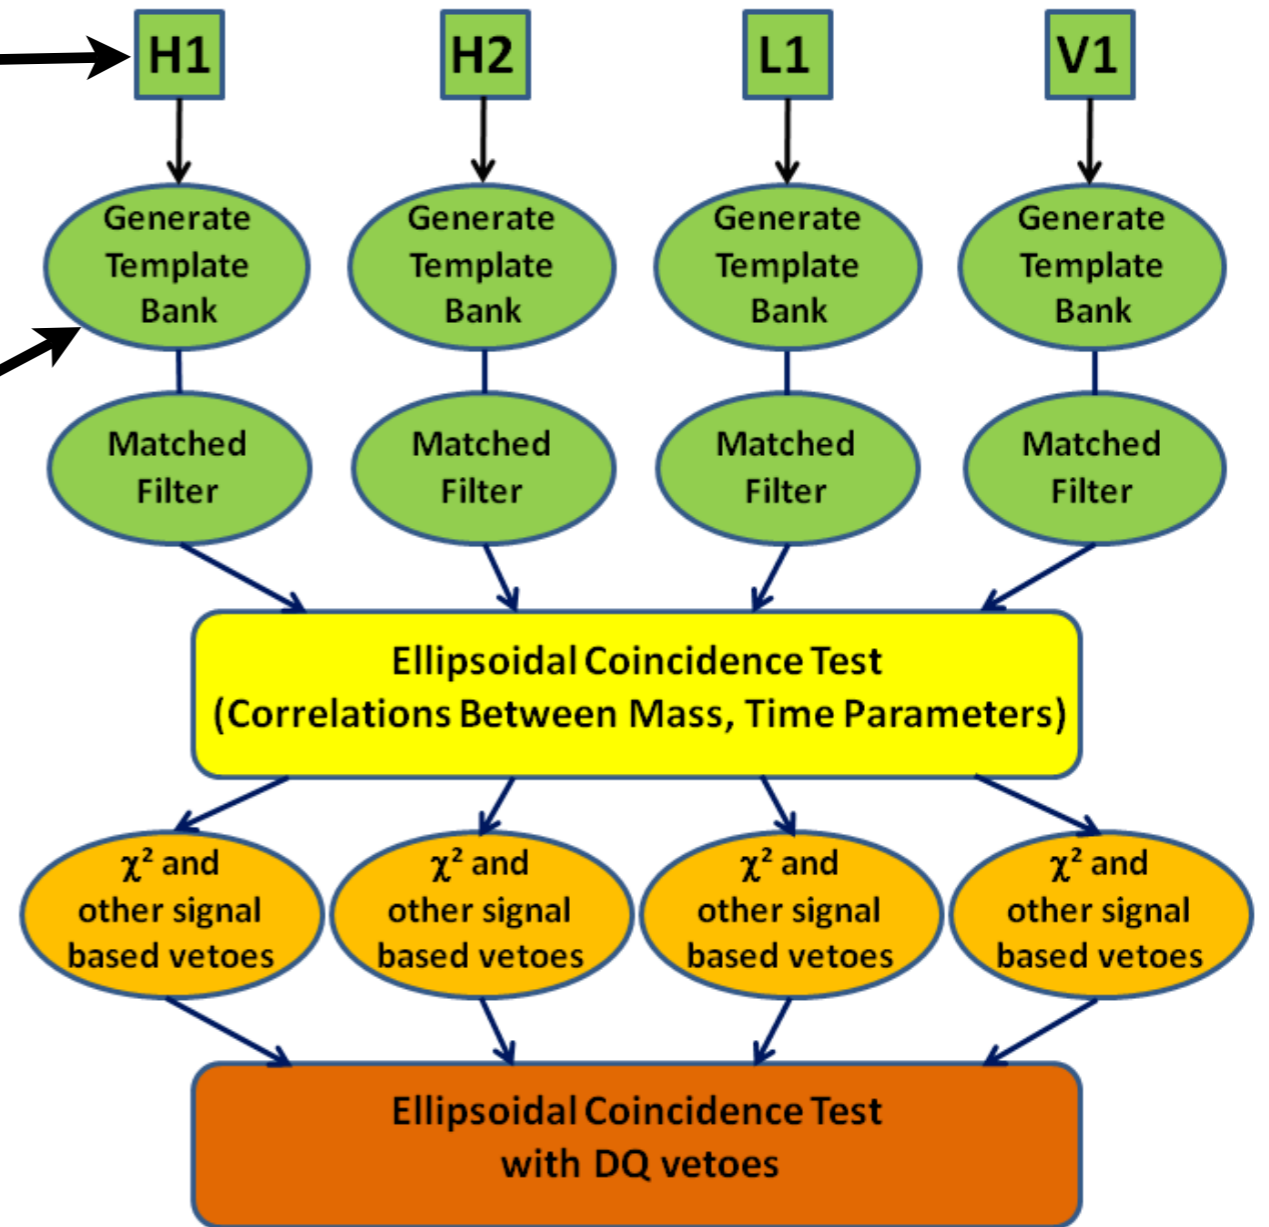 H1
H2
L1
V1
Generate
Template
Bank
Generate
Template
Bank
Generate
Template
Bank
Generate
Template
Bank
Matched
Filter
Matched
Filter
Matched
Filter
Matched
Filter
Ellipsoidal Coincidence Test
(Correlations Between Mass, Time Parameters)
χ² and
other signal
based vetoes
χ² and
other signal
based vetoes
χ² and
other signal
based vetoes
χ² and
other signal
based vetoes
Ellipsoidal Coincidence Test
with DQ vetoes